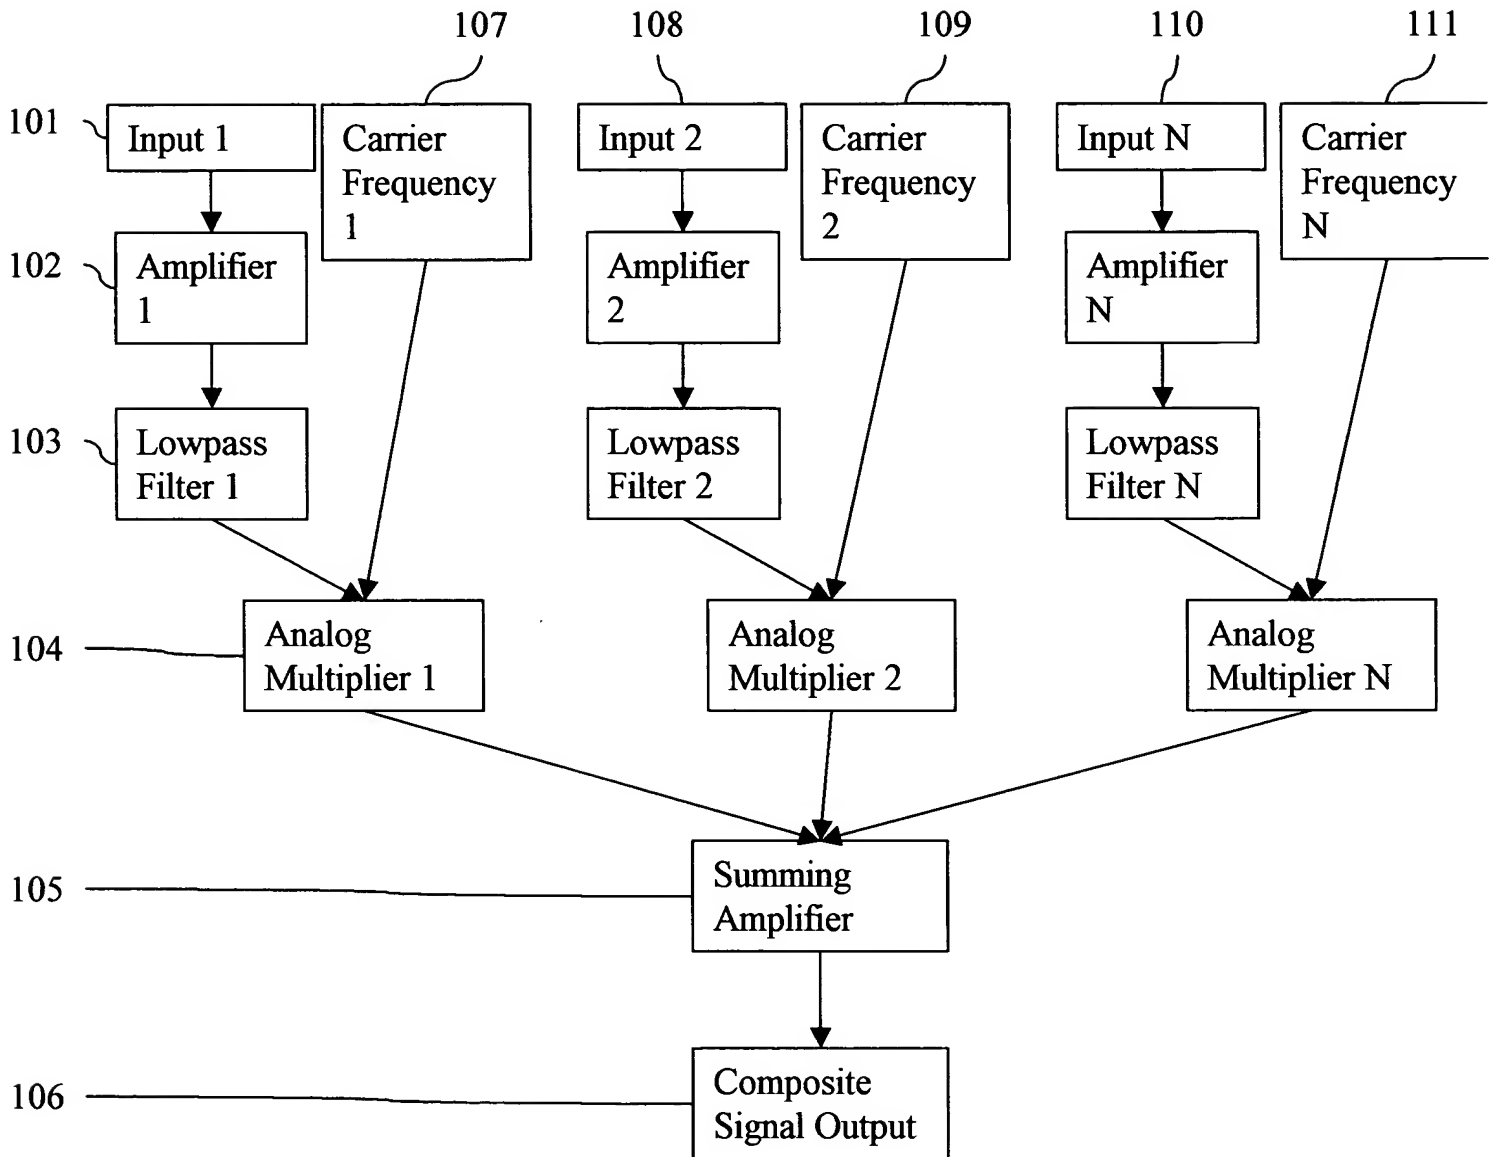 107
108
109
110
111
101
Input 1
Carrier
Frequency
1
Input 2
Carrier
Frequency
2
Input N
Carrier
Frequency
N
102
Amplifier
1
Amplifier
2
Amplifier
N
103
Lowpass
Filter 1
Lowpass
Filter 2
Lowpass
Filter N
104
Analog
Multiplier 1
Analog
Multiplier 2
Analog
Multiplier N
105
Summing
Amplifier
106
Composite
Signal Output